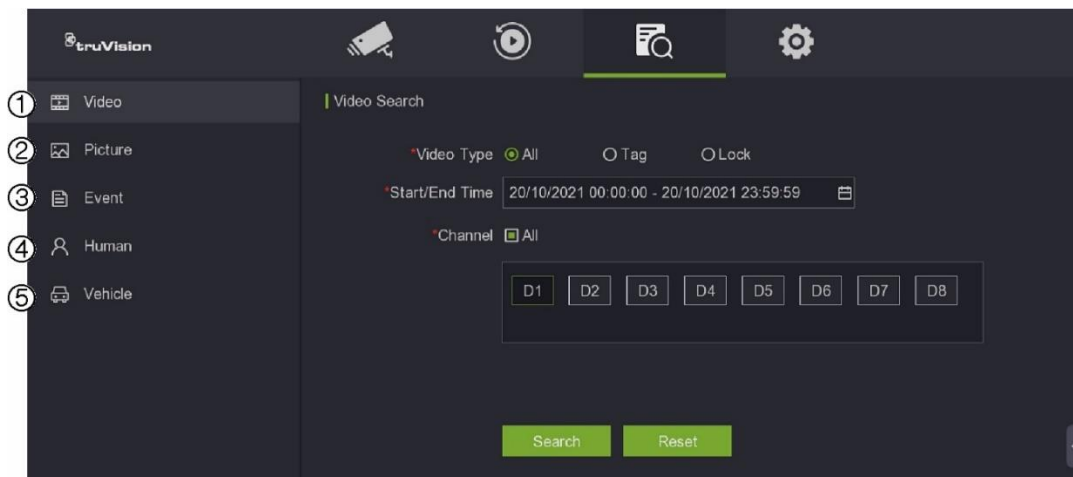 truVision
① Video
② Picture
③ Event
④ Human
⑤ Vehicle
Video Search
*Video Type All Tag Lock
*Start/End Time 20/10/2021 00:00:00 - 20/10/2021 23:59:59
*Channel All
D1 D2 D3 D4 D5 D6 D7 D8
Search Reset